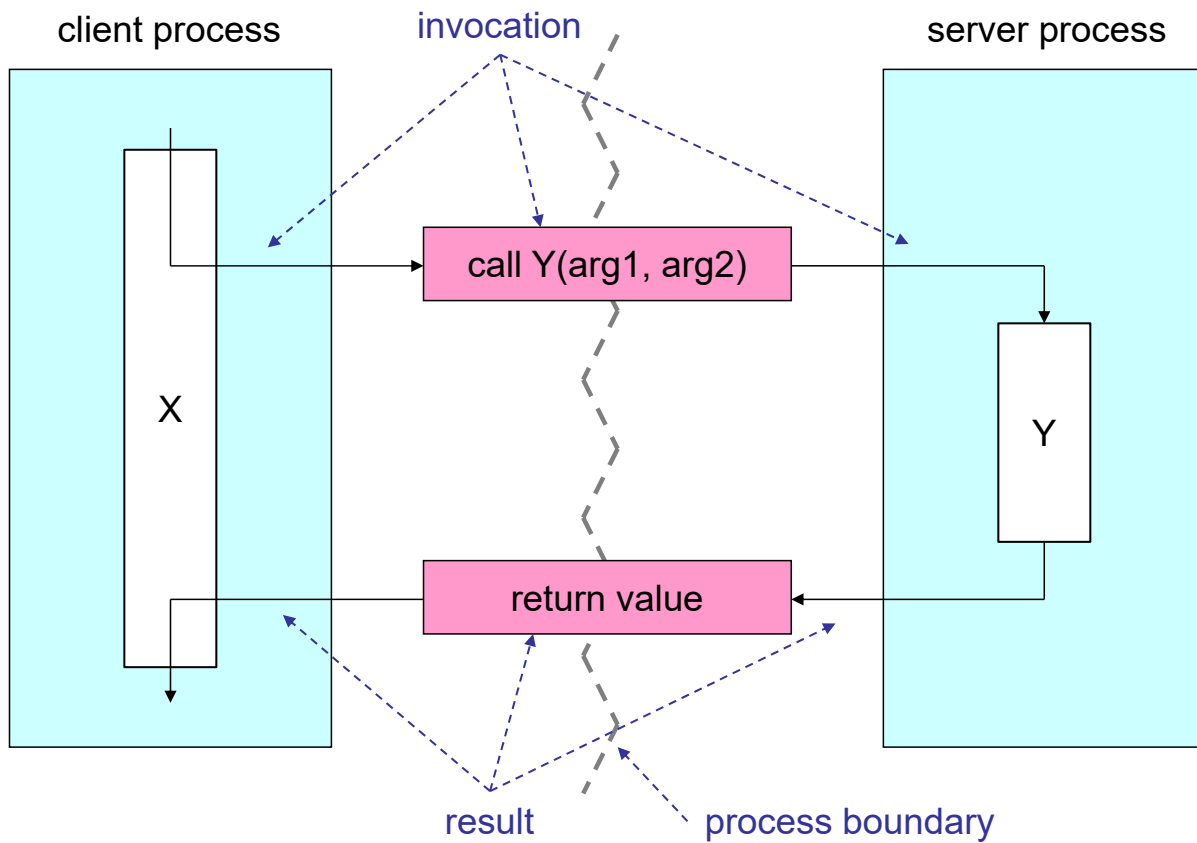 client process
invocation
server process
call Y(arg1, arg2)
X
Y
return value
result
process boundary